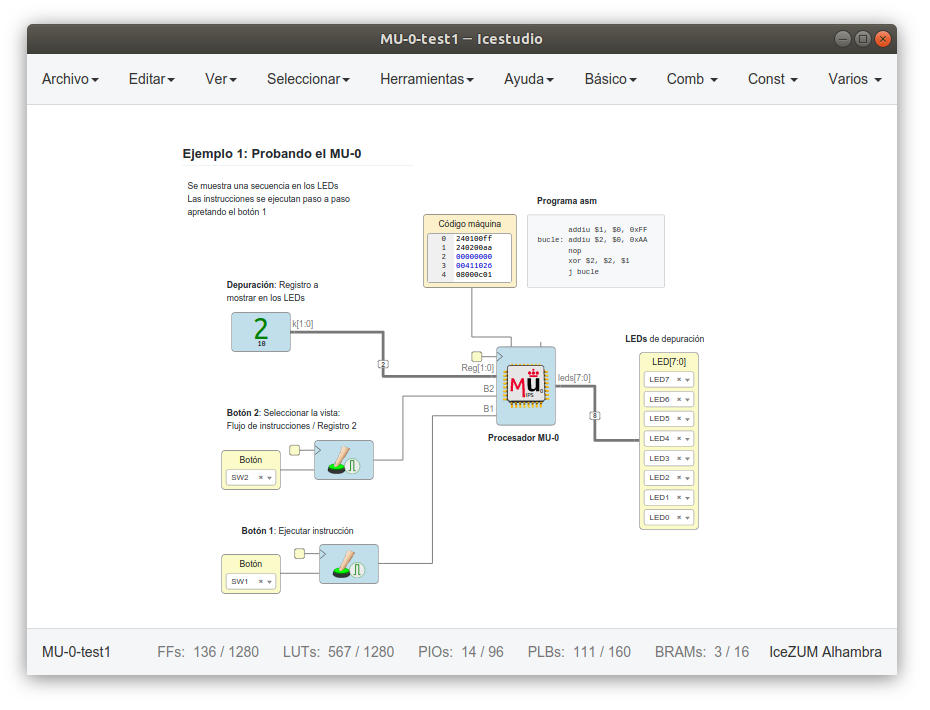 MU-0-test1 — Icestudio
Archivo Editar Ver Seleccionar Herramientas Ayuda Básico Comb Const Varios
Ejemplo 1: Probando el MU-0
Se muestra una secuencia en los LEDs
Las instrucciones se ejecutan paso a paso
apretando el botón 1
Programa asm
Código máquina
0 240100ff
1 240200aa
2 00000000
3 00411026
4 08000c01
addiu $1, $0, 0xFF
bucle: addiu $2, $0, 0xAA
nop
xor $2, $2, $1
j bucle
Depuración: Registro a
mostrar en los LEDs
2
10
k[1:0]
2
Reg[1:0]
B2
B1
MU0
IPS
leds[7:0]
8
Procesador MU-0
LEDs de depuración
LED[7:0]
LED7
LED6
LED5
LED4
LED3
LED2
LED1
LED0
Botón 2: Seleccionar la vista:
Flujo de instrucciones / Registro 2
Botón
SW2
Botón 1: Ejecutar instrucción
Botón
SW1
MU-0-test1 FFs: 136 / 1280 LUTs: 567 / 1280 PIOs: 14 / 96 PLBs: 111 / 160 BRAMs: 3 / 16 IceZUM Alhambra